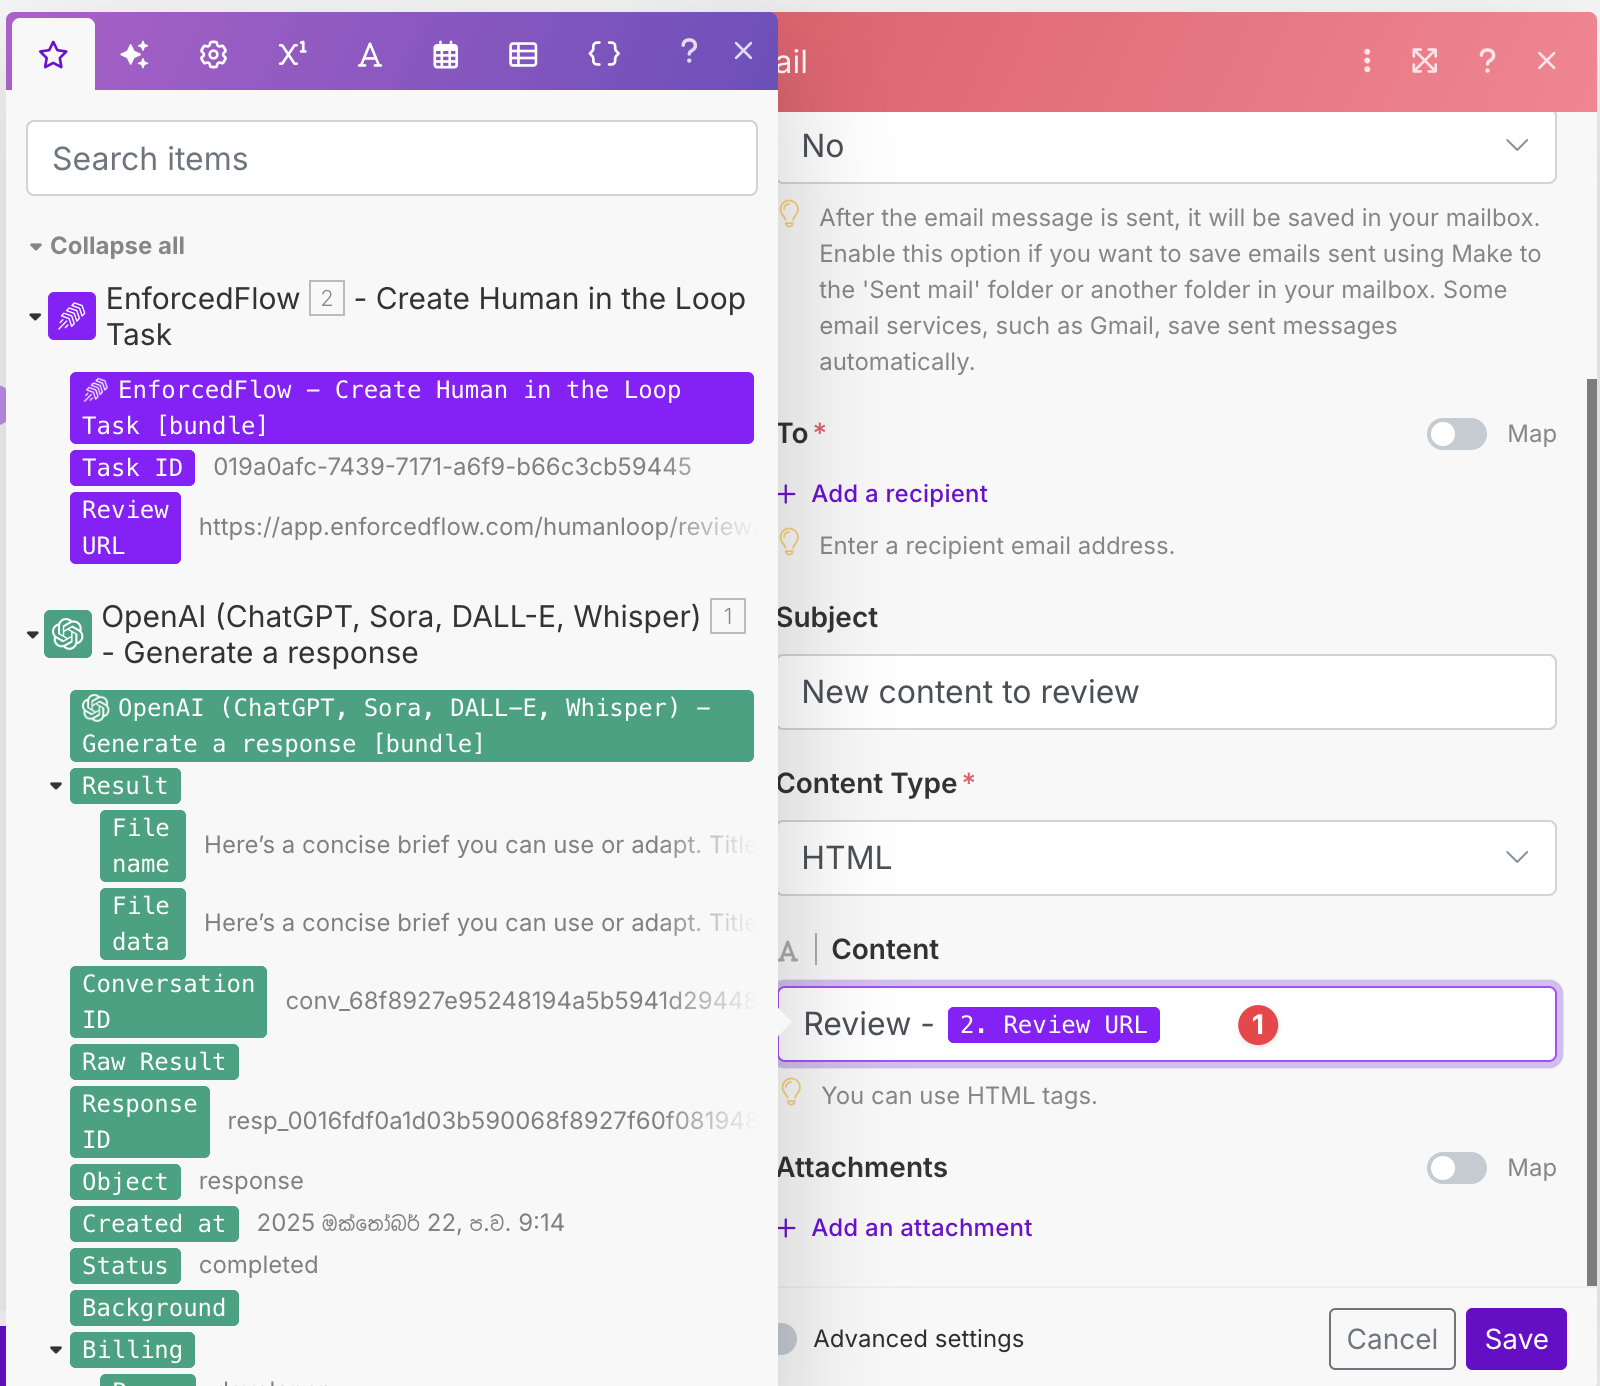 ?
ail
?
Search items
No
After the email message is sent, it will be saved in your mailbox.
Enable this option if you want to save emails sent using Make to
the 'Sent mail' folder or another folder in your mailbox. Some
email services, such as Gmail, save sent messages
automatically.
Collapse all
EnforcedFlow 2 - Create Human in the Loop
Task
EnforcedFlow – Create Human in the Loop
Task [bundle]
Task ID 019a0afc-7439-7171-a6f9-b66c3cb59445
Review
URL
https://app.enforcedflow.com/humanloop/review
OpenAI (ChatGPT, Sora, DALL-E, Whisper) 1
- Generate a response
OpenAI (ChatGPT, Sora, DALL–E, Whisper) –
Generate a response [bundle]
Result
File
name
Here’s a concise brief you can use or adapt. Title
File
data
Here’s a concise brief you can use or adapt. Title
Conversation
ID
conv_68f8927e95248194a5b5941d29448
Raw Result
Response
ID
resp_0016fdf0a1d03b590068f8927f60f081948
Object response
Created at 2025 ඔක්තෝබර් 22, ප.ව. 9:14
Status completed
Background
Billing
To *
Map
+ Add a recipient
Enter a recipient email address.
Subject
New content to review
Content Type *
HTML
A | Content
Review - 2. Review URL 1
You can use HTML tags.
Attachments
Map
+ Add an attachment
Advanced settings
Cancel
Save